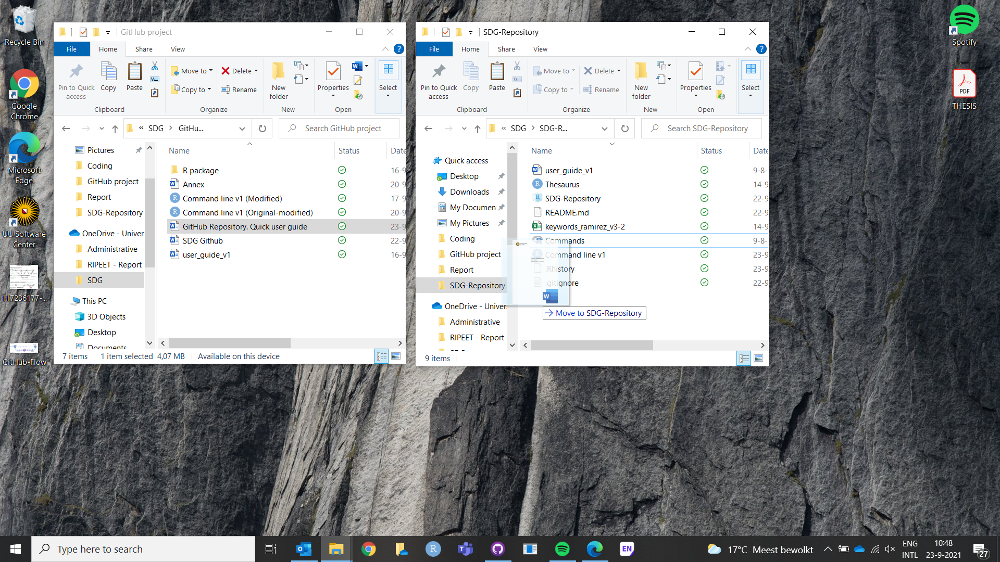 Recycle Bin
Google
Chrome
Microsoft
Edge
UU Software
Center
117236177-...
GitHub-Flow
Spotify
PDF
THESIS
GitHub project
File
Home
Share
View
Pin to Quick
access
Copy
Paste
Move to
Copy to
Delete
Rename
New
folder
Properties
Select
Clipboard
Organize
New
Open
« SDG > GitHu...
Search GitHub project
Pictures
Coding
GitHub project
Report
SDG-Repository
OneDrive - Univer
Administrative
RIPEET - Report
SDG
This PC
3D Objects
Desktop
Documents
Name Status Date
R package 16-9
Annex 20-9
Command line v1 (Modified) 17-9
Command line v1 (Original-modified) 20-9
GitHub Repository. Quick user guide 23-9
SDG Github 22-9
user_guide_v1 16-9
7 items 1 item selected 4,07 MB Available on this device
SDG-Repository
File
Home
Share
View
Pin to Quick
access
Copy
Paste
Move to
Copy to
Delete
Rename
New
folder
Properties
Select
Clipboard
Organize
New
Open
« SDG > SDG-R...
Search SDG-Repository
Quick access
Desktop
Downloads
My Documen
My Pictures
Coding
GitHub project
Report
SDG-Repository
OneDrive - Univer
Administrative
RIPEET - Report
Name Status Date
user_guide_v1 9-8-
Thesaurus 14-9
SDG-Repository 22-9
README.md 22-9
keywords_ramirez_v3-2 14-9
Commands 9-8-
Command line v1 23-9
.Rhistory 23-9
.gitignore 22-9
Move to SDG-Repository
9 items
Type here to search
EN
17°C Meest bewolkt
ENG
INTL
10:48
23-9-2021
27